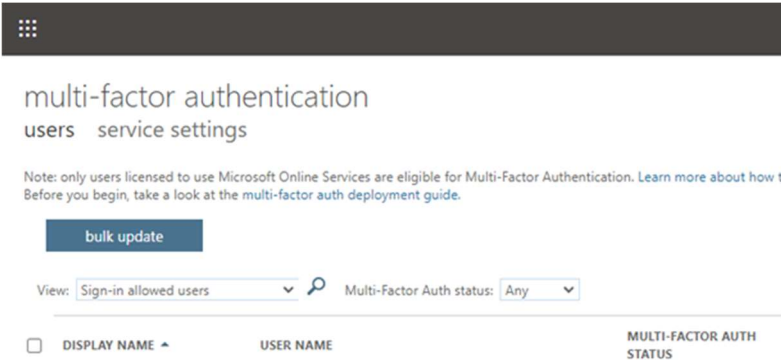 multi-factor authentication
users service settings
Note: only users licensed to use Microsoft Online Services are eligible for Multi-Factor Authentication. Learn more about how
Before you begin, take a look at the multi-factor auth deployment guide.
bulk update
View: Sign-in allowed users Multi-Factor Auth status: Any
DISPLAY NAME USER NAME MULTI-FACTOR AUTH
STATUS